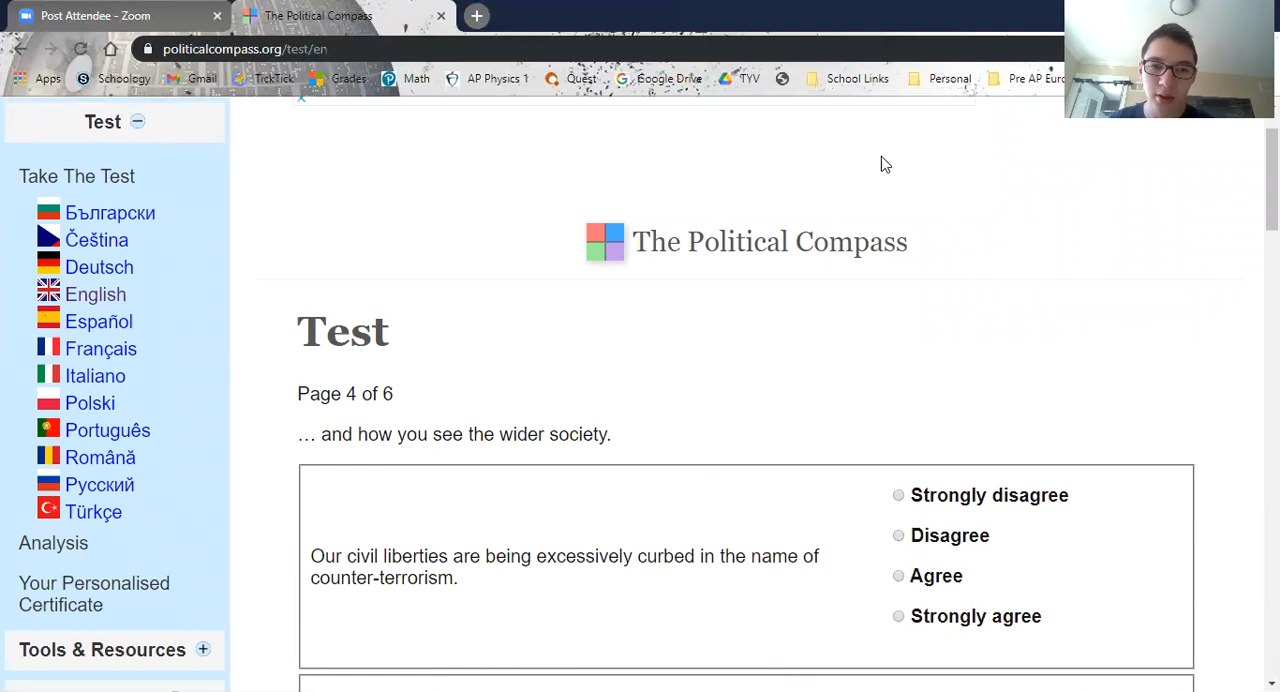 Post Attendee - Zoom
The Political Compass
politicalcompass.org/test/en
Apps
Schoology
Gmail
TickTick
Grades
Math
AP Physics 1
Quest
Google Drive
TYV
School Links
Personal
Pre AP Euro
Test
Take The Test
Български
Čeština
Deutsch
English
Español
Français
Italiano
Polski
Português
Română
Русский
Türkçe
Analysis
Your Personalised
Certificate
Tools & Resources
The Political Compass
Test
Page 4 of 6
… and how you see the wider society.
Our civil liberties are being excessively curbed in the name of
counter-terrorism.
Strongly disagree
Disagree
Agree
Strongly agree